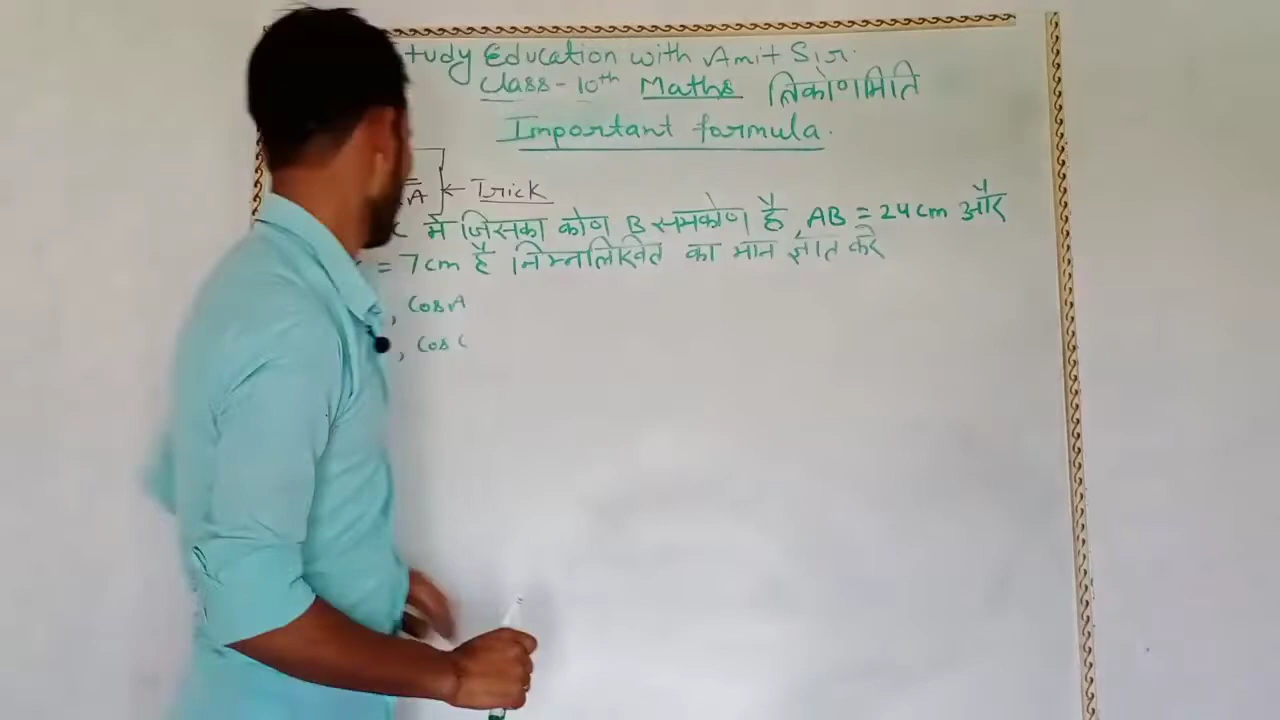 tudy Education with Amit Sir.
Class-10th Maths त्रिकोणमिति
Important formula.
A ← Trick
C में जिसका कोण B समकोण है, AB = 24 cm और
= 7 cm है निम्नलिखित का मान ज्ञात करे
, Cos A
, Cos C